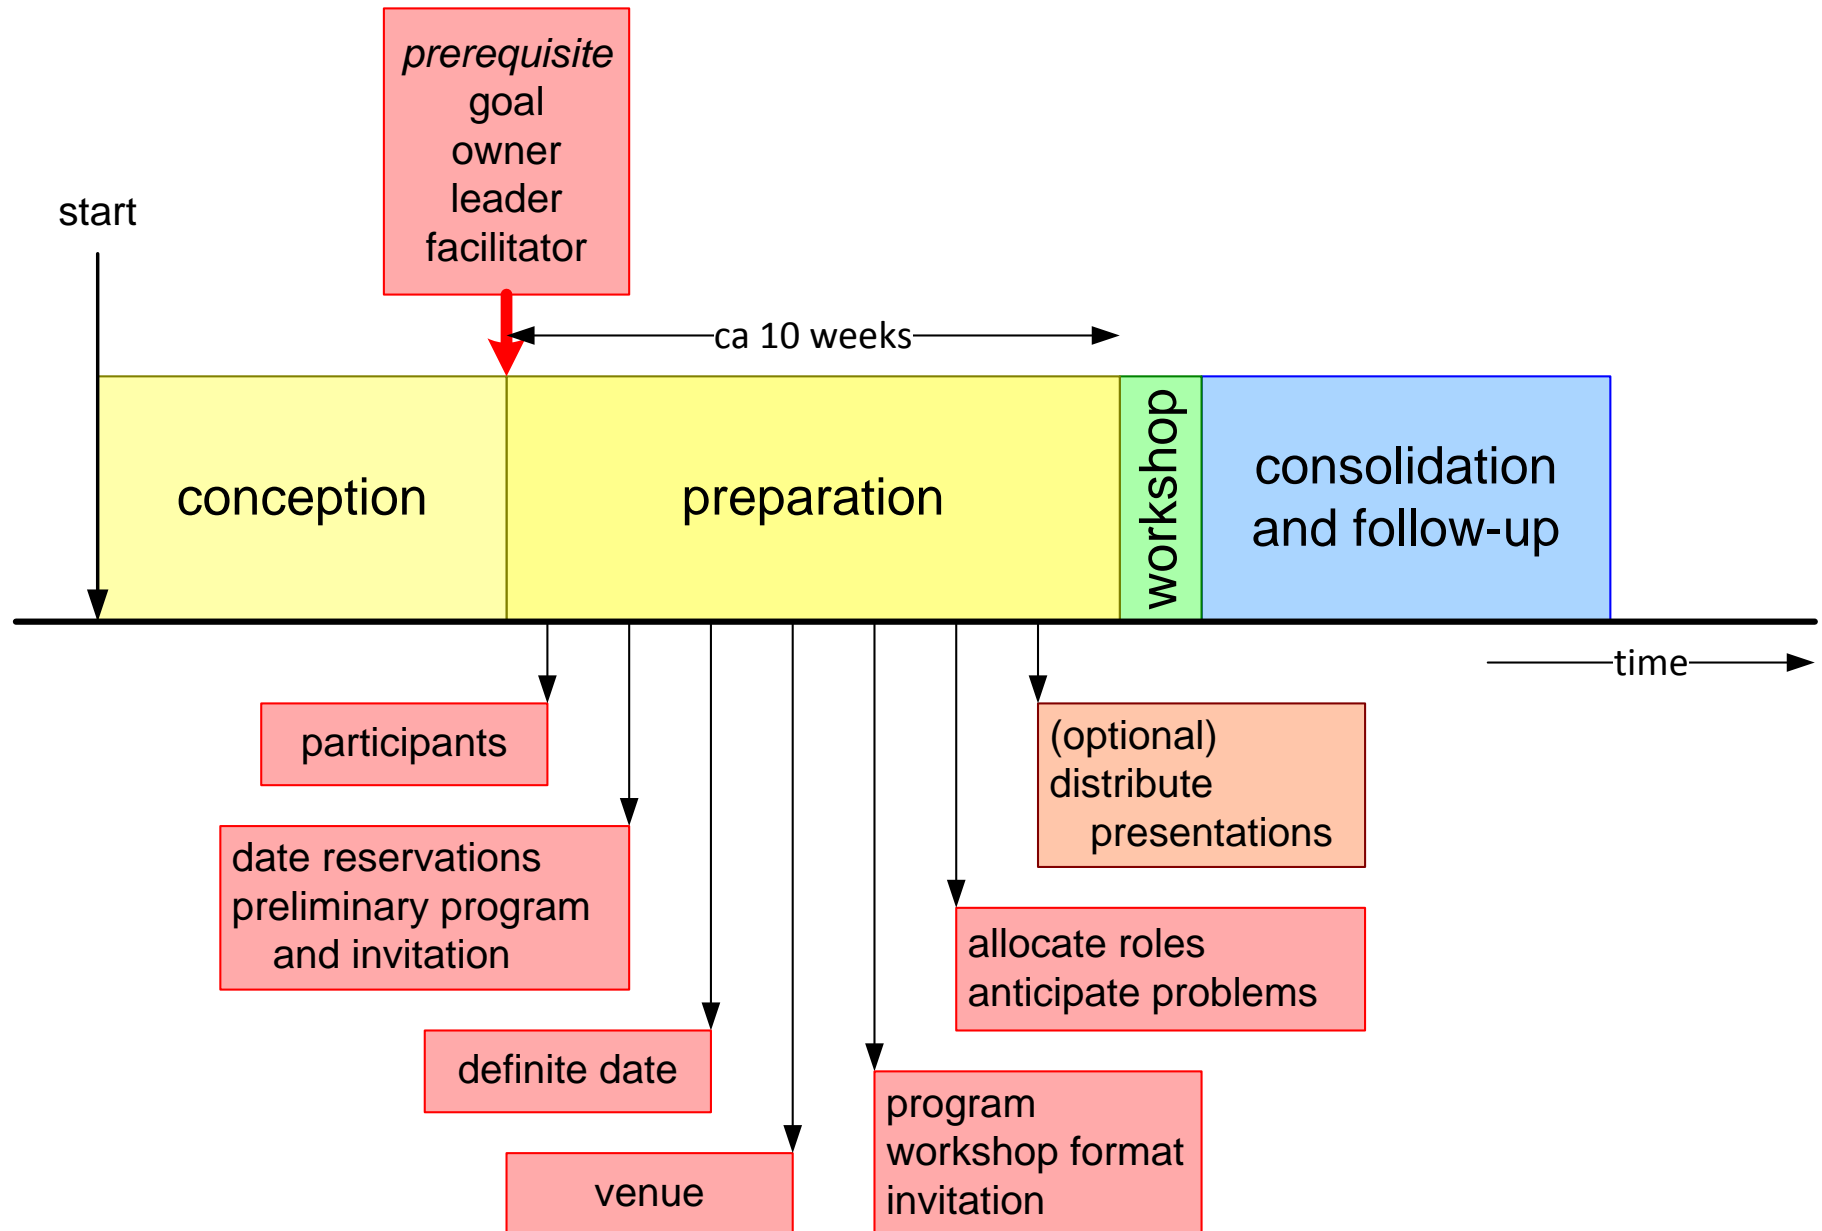 prerequisite
goal
owner
leader
facilitator
start
ca 10 weeks
conception
preparation
workshop
consolidation
and follow-up
time
participants
(optional)
distribute
presentations
date reservations
preliminary program
and invitation
allocate roles
anticipate problems
definite date
program
workshop format
invitation
venue